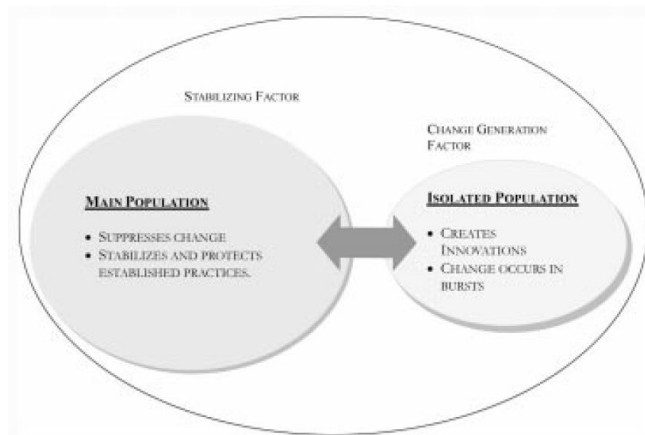 STABILIZING FACTOR
CHANGE GENERATION
FACTOR
MAIN POPULATION
• SUPPRESSES CHANGE
• STABILIZES AND PROTECTS
ESTABLISHED PRACTICES.
ISOLATED POPULATION
• CREATES
INNOVATIONS
• CHANGE OCCURS IN
BURSTS